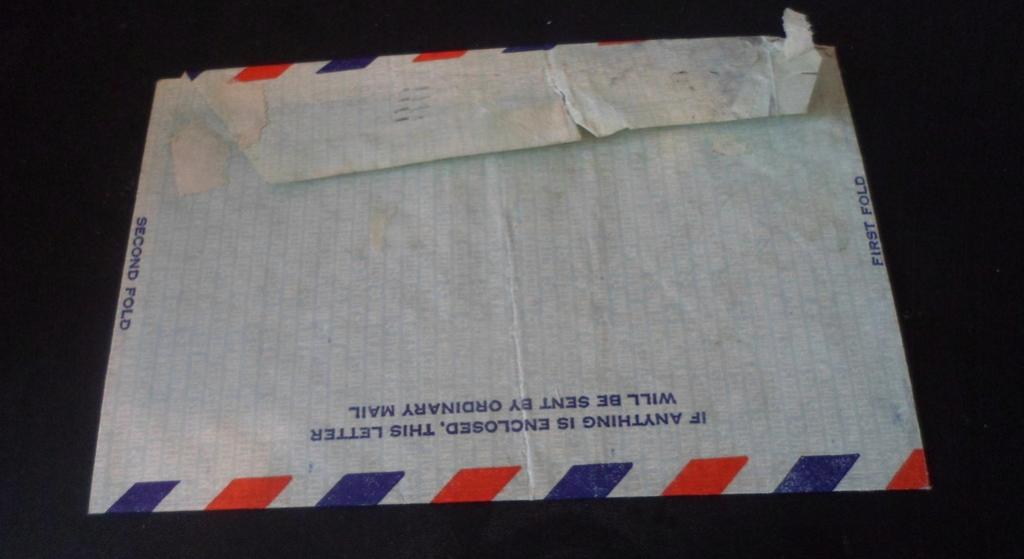 IF ANYTHING IS ENCLOSED, THIS LETTER
WILL BE SENT BY ORDINARY MAIL
SECOND FOLD
FIRST FOLD